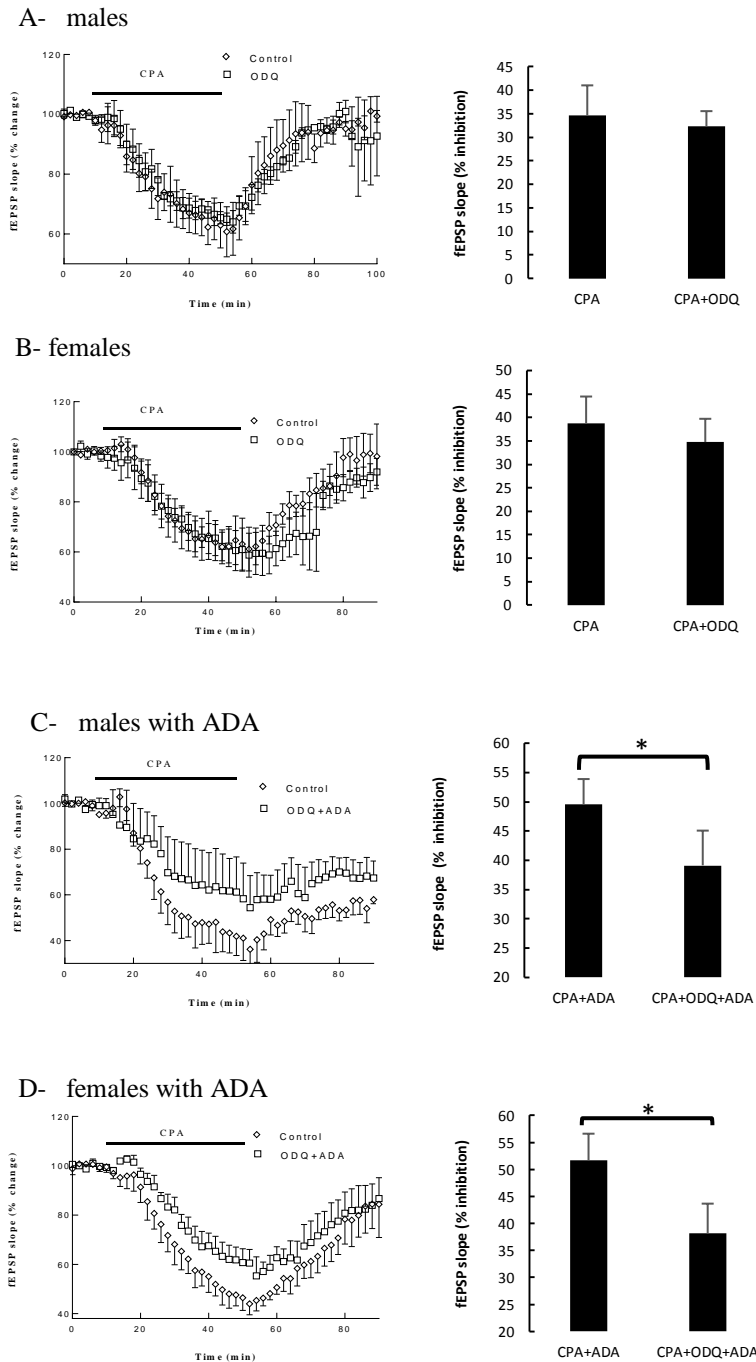 A- males
120
100
80
60
fEPSP slope (% change)
CPA
Control
ODQ
0 20 40 60 80 100
Time (min)
45
40
35
30
25
20
15
10
5
0
fEPSP slope (% inhibition)
CPA CPA+ODQ
B- females
120
100
80
60
40
fEPSP slope (% change)
CPA
Control
ODQ
0 20 40 60 80
Time (min)
50
45
40
35
30
25
20
15
10
5
0
fEPSP slope (% inhibition)
CPA CPA+ODQ
C- males with ADA
120
100
80
60
40
fEPSP slope (% change)
CPA
Control
ODQ+ADA
0 20 40 60 80
Time (min)
60
55
50
45
40
35
30
25
20
fEPSP slope (% inhibition)
*
CPA+ADA CPA+ODQ+ADA
D- females with ADA
120
100
80
60
40
fEPSP slope (% change)
CPA
Control
ODQ+ADA
0 20 40 60 80
Time (min)
60
55
50
45
40
35
30
25
20
fEPSP slope (% inhibition)
*
CPA+ADA CPA+ODQ+ADA